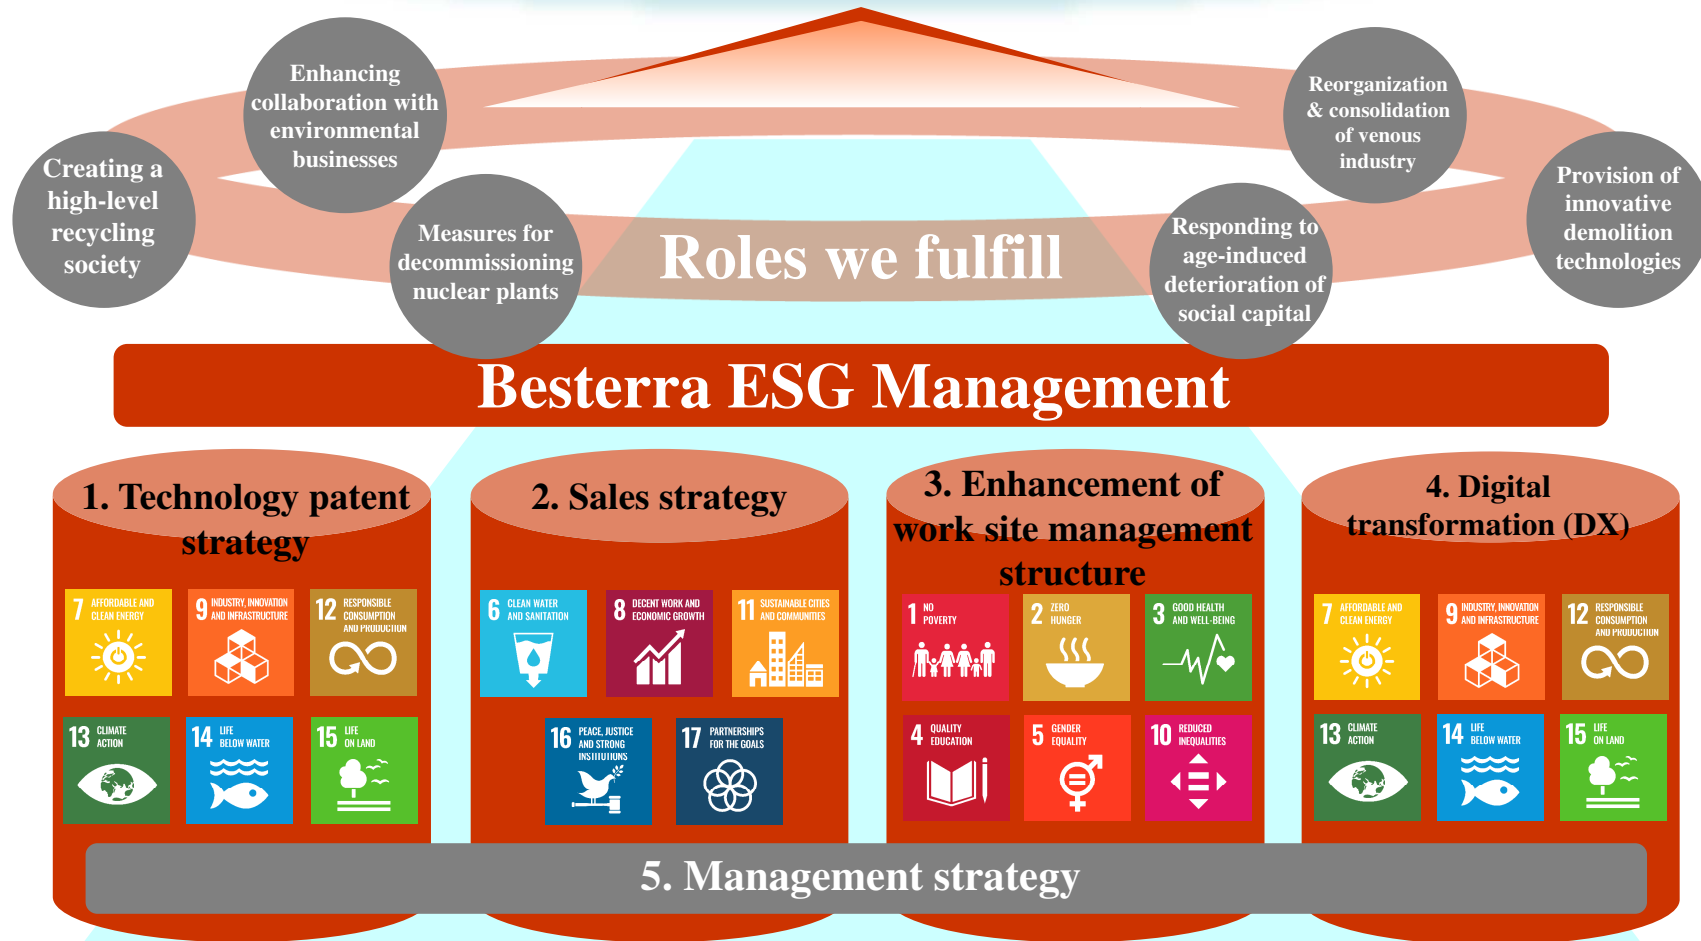 Enhancing
collaboration with
environmental
businesses
Reorganization
& consolidation
of venous
industry
Creating a
high-level
recycling
society
Provision of
innovative
demolition
technologies
Measures for
decommissioning
nuclear plants
Responding to
age-induced
deterioration of
social capital
Roles we fulfill
Besterra ESG Management
1. Technology patent
strategy
7 AFFORDABLE AND
CLEAN ENERGY
9 INDUSTRY, INNOVATION
AND INFRASTRUCTURE
12 RESPONSIBLE
CONSUMPTION
AND PRODUCTION
13 CLIMATE
ACTION
14 LIFE
BELOW WATER
15 LIFE
ON LAND
2. Sales strategy
6 CLEAN WATER
AND SANITATION
8 DECENT WORK AND
ECONOMIC GROWTH
11 SUSTAINABLE CITIES
AND COMMUNITIES
16 PEACE, JUSTICE
AND STRONG
INSTITUTIONS
17 PARTNERSHIPS
FOR THE GOALS
3. Enhancement of
work site management
structure
1 NO
POVERTY
2 ZERO
HUNGER
3 GOOD HEALTH
AND WELL-BEING
4 QUALITY
EDUCATION
5 GENDER
EQUALITY
10 REDUCED
INEQUALITIES
4. Digital
transformation (DX)
7 AFFORDABLE AND
CLEAN ENERGY
9 INDUSTRY, INNOVATION
AND INFRASTRUCTURE
12 RESPONSIBLE
CONSUMPTION
AND PRODUCTION
13 CLIMATE
ACTION
14 LIFE
BELOW WATER
15 LIFE
ON LAND
5. Management strategy